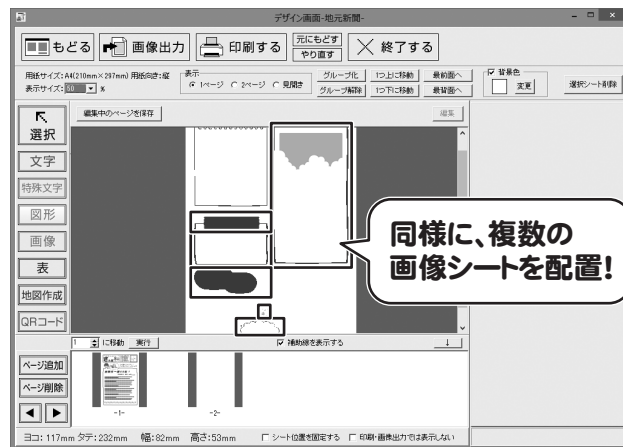 デザイン画面-地元新聞-
もどる
画像出力
印刷する
元にもどす
やり直す
終了する
用紙サイズ:A4(210mm×297mm) 用紙向き:縦
表示サイズ: %
表示
1ページ 2ページ 見開き
グループ化
1つ上に移動
最前面へ
グループ解除
1つ下に移動
最背面へ
背景色
変更
選択シート削除
編集中のページを保存
編集
選択
文字
特殊文字
図形
画像
表
地図作成
QRコード
同様に、複数の
画像シートを配置!
1 に移動 実行
補助線を表示する
↓
ページ追加
ページ削除
-1-
-2-
ヨコ: 117mm タテ:232mm 幅:82mm 高さ:53mm
シート位置を固定する
印刷・画像出力では表示しない